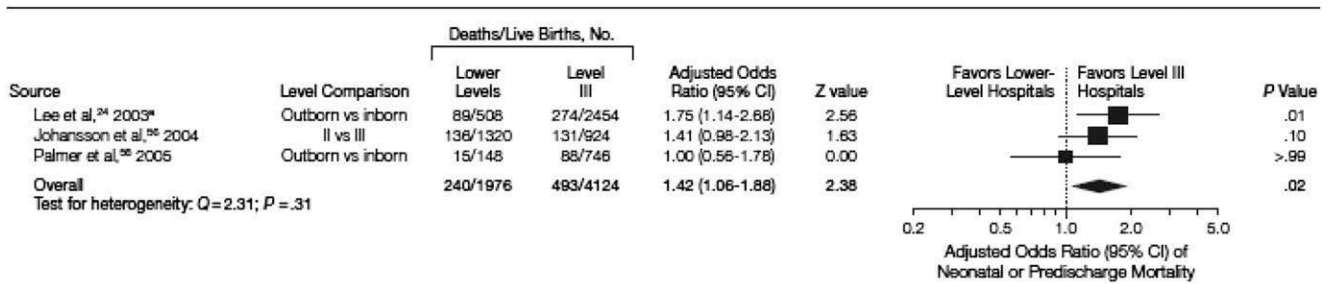 Deaths/Live Births, No.
Source Level Comparison Lower Levels Level III Adjusted Odds Ratio (95% CI) Z value Favors Lower-Level Hospitals Favors Level III Hospitals P Value
Lee et al,²⁴ 2003ᵃ Outborn vs inborn 89/508 274/2454 1.75 (1.14-2.68) 2.56 .01
Johansson et al,⁵⁵ 2004 II vs III 136/1320 131/924 1.41 (0.98-2.13) 1.63 .10
Palmer et al,⁵⁶ 2005 Outborn vs inborn 15/148 88/746 1.00 (0.56-1.78) 0.00 >.99
Overall 240/1976 493/4124 1.42 (1.06-1.88) 2.38 .02
Test for heterogeneity: Q=2.31; P=.31
0.2 0.5 1.0 2.0 5.0
Adjusted Odds Ratio (95% CI) of
Neonatal or Predischarge Mortality